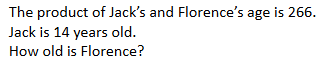 The product of Jack’s and Florence’s age is 266.
Jack is 14 years old.
How old is Florence?